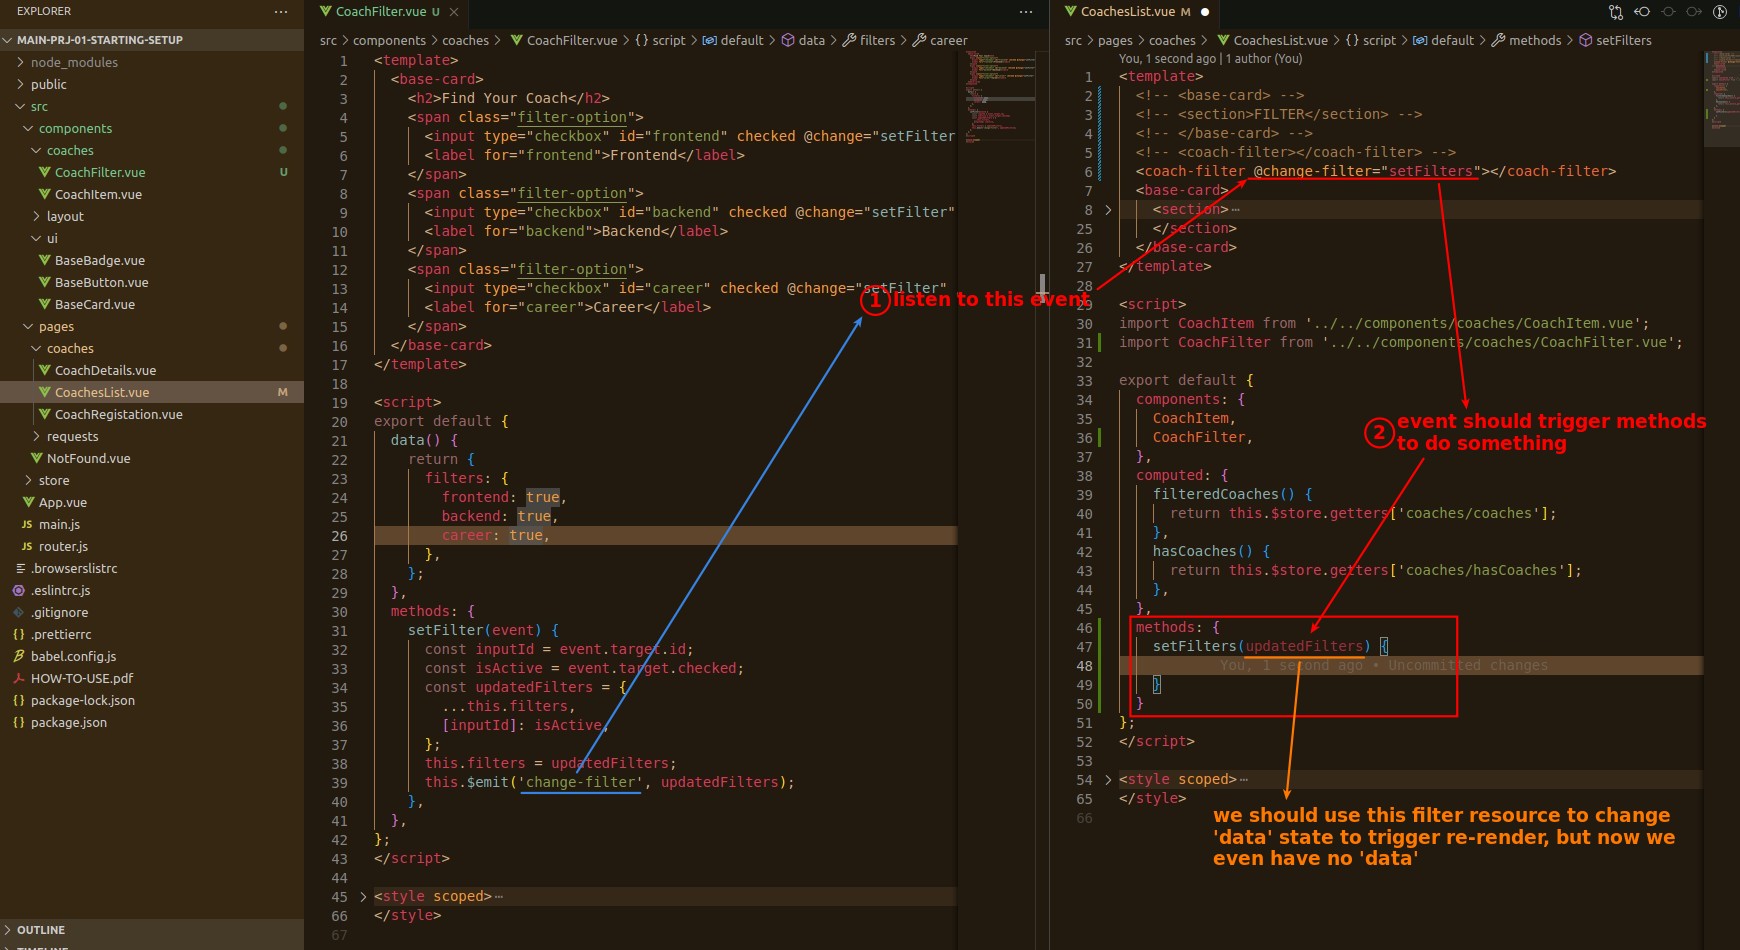 EXPLORER
MAIN-PRJ-01-STARTING-SETUP
node_modules
public
src
components
coaches
CoachFilter.vue U
CoachItem.vue
layout
ui
BaseBadge.vue
BaseButton.vue
BaseCard.vue
pages
coaches
CoachDetails.vue
CoachesList.vue M
CoachRegistation.vue
requests
NotFound.vue
store
App.vue
JS main.js
JS router.js
.browserslistrc
.eslintrc.js
.gitignore
{} .prettierrc
babel.config.js
HOW-TO-USE.pdf
{} package-lock.json
{} package.json
OUTLINE
TIMELINE
CoachFilter.vue U
src > components > coaches > CoachFilter.vue > {} script > default > data > filters > career
1 <template>
2 <base-card>
3 <h2>Find Your Coach</h2>
4 <span class="filter-option">
5 <input type="checkbox" id="frontend" checked @change="setFilter
6 <label for="frontend">Frontend</label>
7 </span>
8 <span class="filter-option">
9 <input type="checkbox" id="backend" checked @change="setFilter"
10 <label for="backend">Backend</label>
11 </span>
12 <span class="filter-option">
13 <input type="checkbox" id="career" checked @change="setFilter"
14 <label for="career">Career</label>
15 </span>
16 </base-card>
17 </template>
18
19 <script>
20 export default {
21 data() {
22 return {
23 filters: {
24 frontend: true,
25 backend: true,
26 career: true,
27 },
28 };
29 },
30 methods: {
31 setFilter(event) {
32 const inputId = event.target.id;
33 const isActive = event.target.checked;
34 const updatedFilters = {
35 ...this.filters,
36 [inputId]: isActive,
37 };
38 this.filters = updatedFilters;
39 this.$emit('change-filter', updatedFilters);
40 },
41 },
42 };
43 </script>
44
45 <style scoped>
66 </style>
67
1 listen to this event
CoachesList.vue M
src > pages > coaches > CoachesList.vue > {} script > default > methods > setFilters
You, 1 second ago | 1 author (You)
1 <template>
2 <!-- <base-card> -->
3 <!-- <section>FILTER</section> -->
4 <!-- </base-card> -->
5 <!-- <coach-filter></coach-filter> -->
6 <coach-filter @change-filter="setFilters"></coach-filter>
7 <base-card>
8 <section>
25 </section>
26 </base-card>
27 </template>
28
29 <script>
30 import CoachItem from '../../components/coaches/CoachItem.vue';
31 import CoachFilter from '../../components/coaches/CoachFilter.vue';
32
33 export default {
34 components: {
35 CoachItem,
36 CoachFilter,
37 },
38 computed: {
39 filteredCoaches() {
40 return this.$store.getters['coaches/coaches'];
41 },
42 hasCoaches() {
43 return this.$store.getters['coaches/hasCoaches'];
44 },
45 },
46 methods: {
47 setFilters(updatedFilters) {
48 You, 1 second ago • Uncommitted changes
49 }
50 }
51 };
52 </script>
53
54 <style scoped>
65 </style>
66
2 event should trigger methods
to do something
we should use this filter resource to change
'data' state to trigger re-render, but now we
even have no 'data'